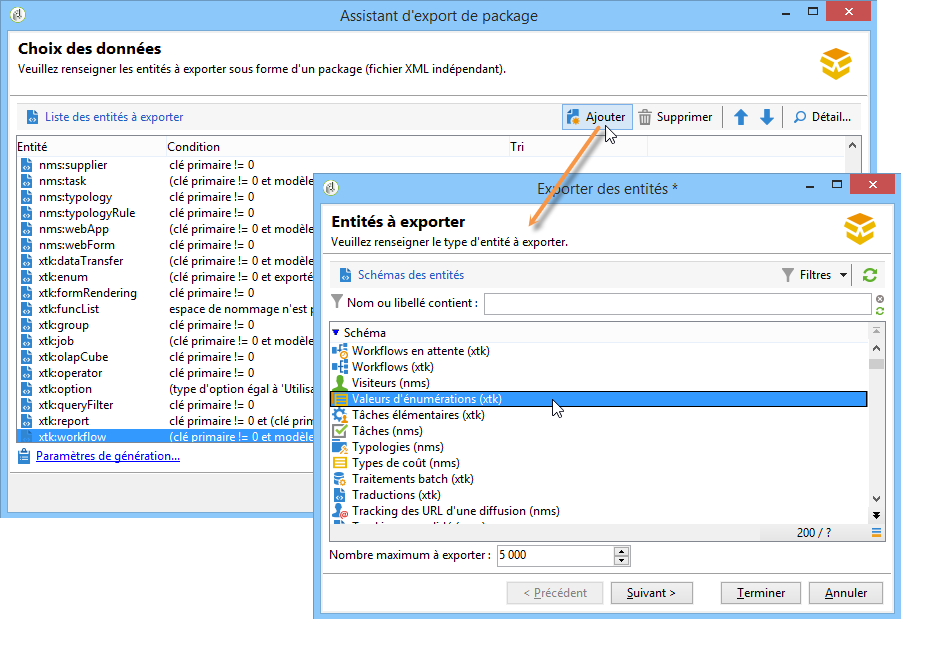 Assistant d'export de package
Choix des données
Veuillez renseigner les entités à exporter sous forme d'un package (fichier XML indépendant).
Liste des entités à exporter
Ajouter
Supprimer
Détail...
Entité Condition Tri
nms:supplier clé primaire != 0
nms:task (clé primaire != 0 et modèle
nms:typology clé primaire != 0
nms:typologyRule clé primaire != 0
nms:webApp (clé primaire != 0 et modèle
nms:webForm clé primaire != 0
xtk:dataTransfer (clé primaire != 0 et modèle
xtk:enum (clé primaire != 0 et exporté
xtk:formRendering clé primaire != 0
xtk:funcList espace de nommage n'est
xtk:group clé primaire != 0
xtk:job (clé primaire != 0 et modèle
xtk:olapCube clé primaire != 0
xtk:operator clé primaire != 0
xtk:option (type d'option égal à 'Utilisa
xtk:queryFilter clé primaire != 0
xtk:report clé primaire != 0 et (clé prim
xtk:workflow (clé primaire != 0 et modèle
Paramètres de génération...
Exporter des entités *
Entités à exporter
Veuillez renseigner le type d'entité à exporter.
Schémas des entités
Filtres
Nom ou libellé contient :
Schéma
Workflows en attente (xtk)
Workflows (xtk)
Visiteurs (nms)
Valeurs d'énumérations (xtk)
Tâches élémentaires (xtk)
Tâches (nms)
Typologies (nms)
Types de coût (nms)
Traitements batch (xtk)
Traductions (xtk)
Tracking des URL d'une diffusion (nms)
200 / ?
Nombre maximum à exporter : 5 000
< Précédent
Suivant >
Terminer
Annuler